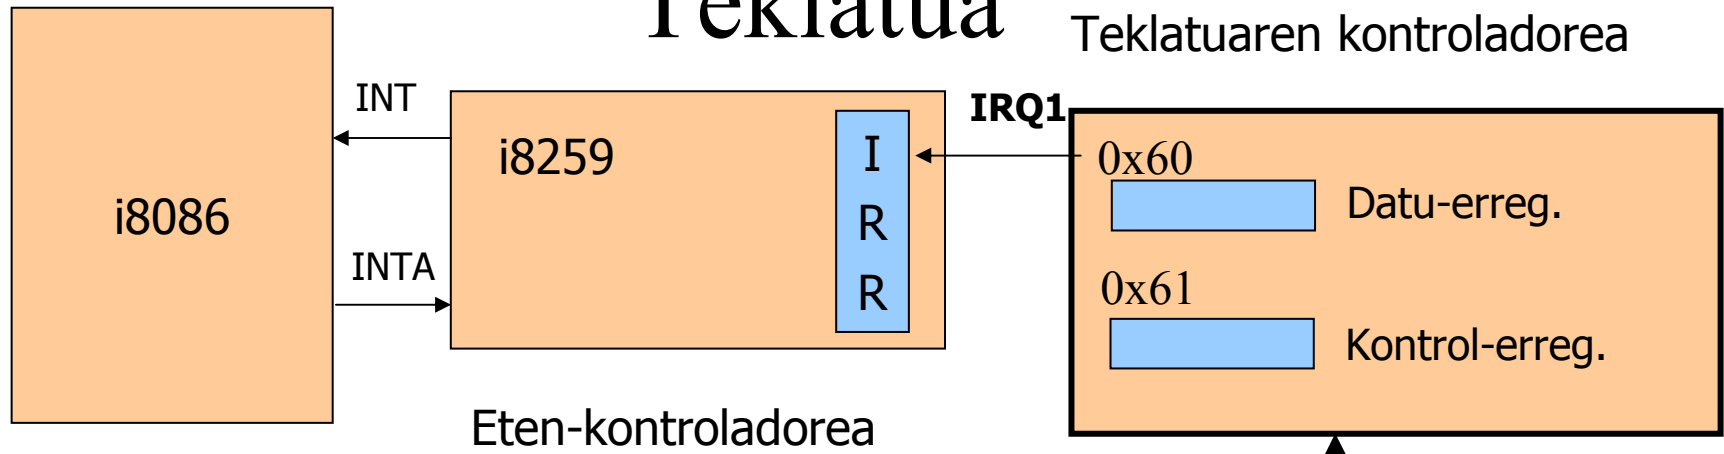 Teklatua
Teklatuaren kontroladorea
INT
IRQ1
i8259
I
R
R
0x60
Datu-erreg.
i8086
INTA
0x61
Kontrol-erreg.
Eten-kontroladorea